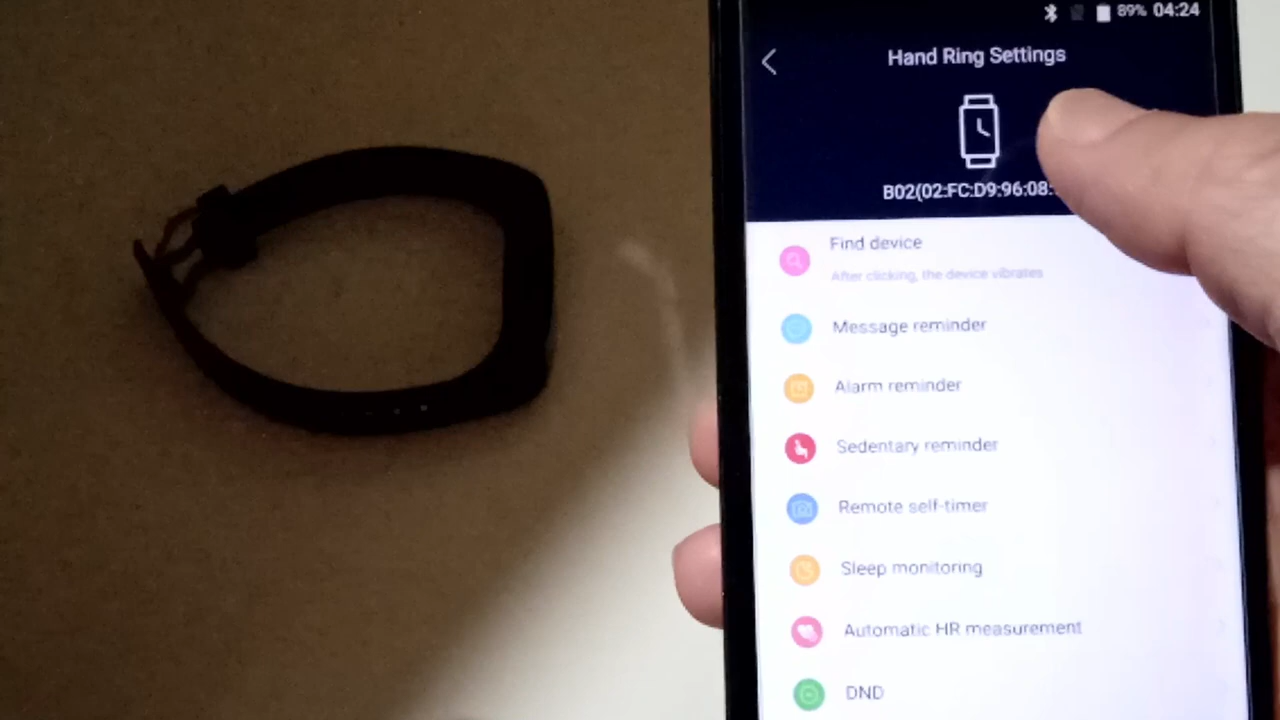 89% 04:24
Hand Ring Settings
B02(02:FC:D9:96:08:
Find device
After clicking, the device vibrates
Message reminder
Alarm reminder
Sedentary reminder
Remote self-timer
Sleep monitoring
Automatic HR measurement
DND